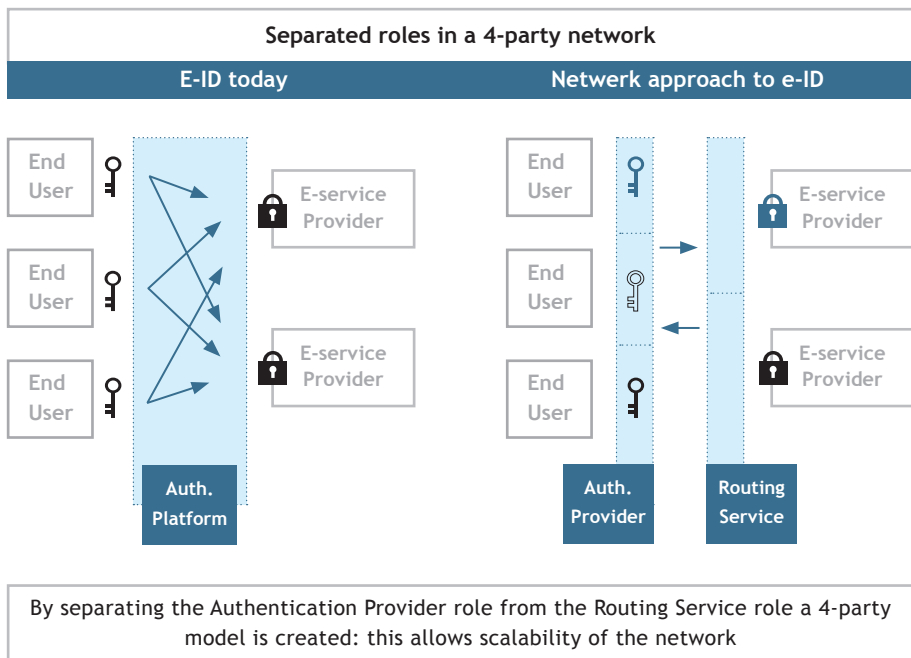 Separated roles in a 4-party network
E-ID today
Netwerk approach to e-ID
End
User
End
User
End
User
E-service
Provider
E-service
Provider
Auth.
Platform
End
User
End
User
End
User
E-service
Provider
E-service
Provider
Auth.
Provider
Routing
Service
By separating the Authentication Provider role from the Routing Service role a 4-party
model is created: this allows scalability of the network